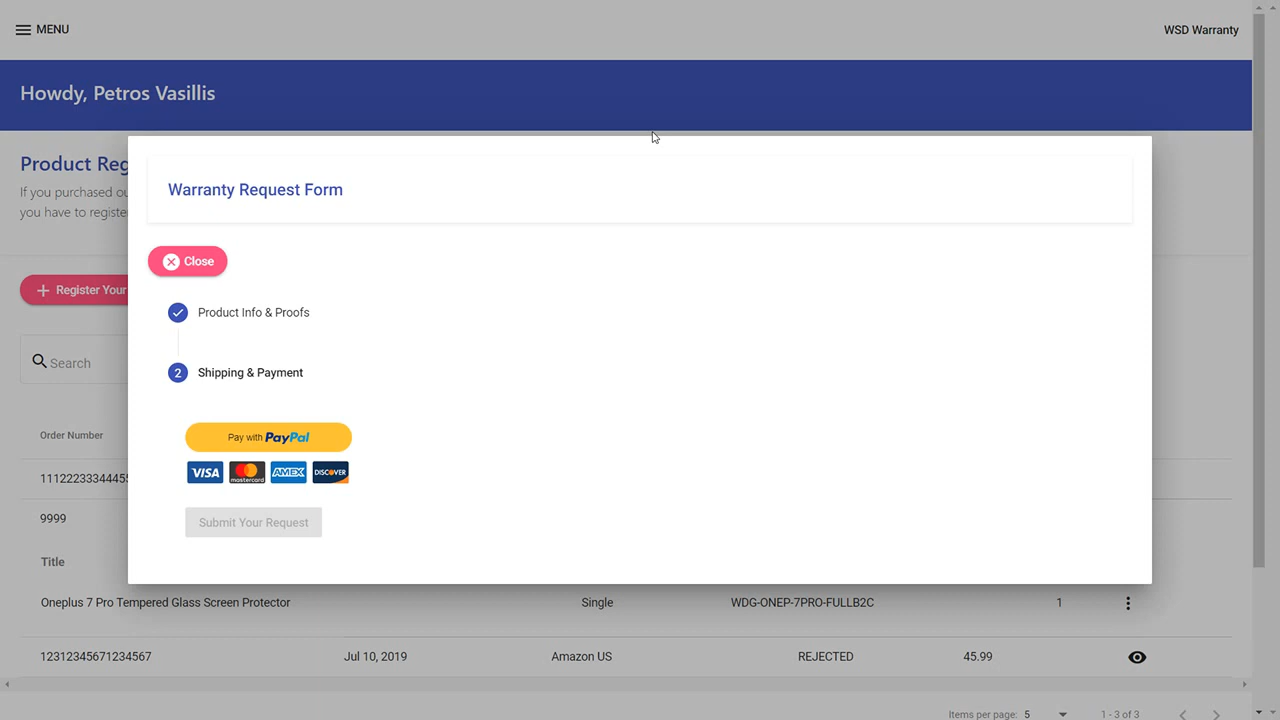 MENU
WSD Warranty
Howdy, Petros Vasillis
Product Reg
If you purchased ou
you have to registe
Warranty Request Form
Close
Register Your
Product Info & Proofs
Search
2
Shipping & Payment
Order Number
Pay with PayPal
VISA mastercard AMEX DISCOVER
11122233344455
9999
Submit Your Request
Title
Oneplus 7 Pro Tempered Glass Screen Protector Single WDG-ONEP-7PRO-FULLB2C 1
12312345671234567 Jul 10, 2019 Amazon US REJECTED 45.99
Items per page: 5 1 - 3 of 3